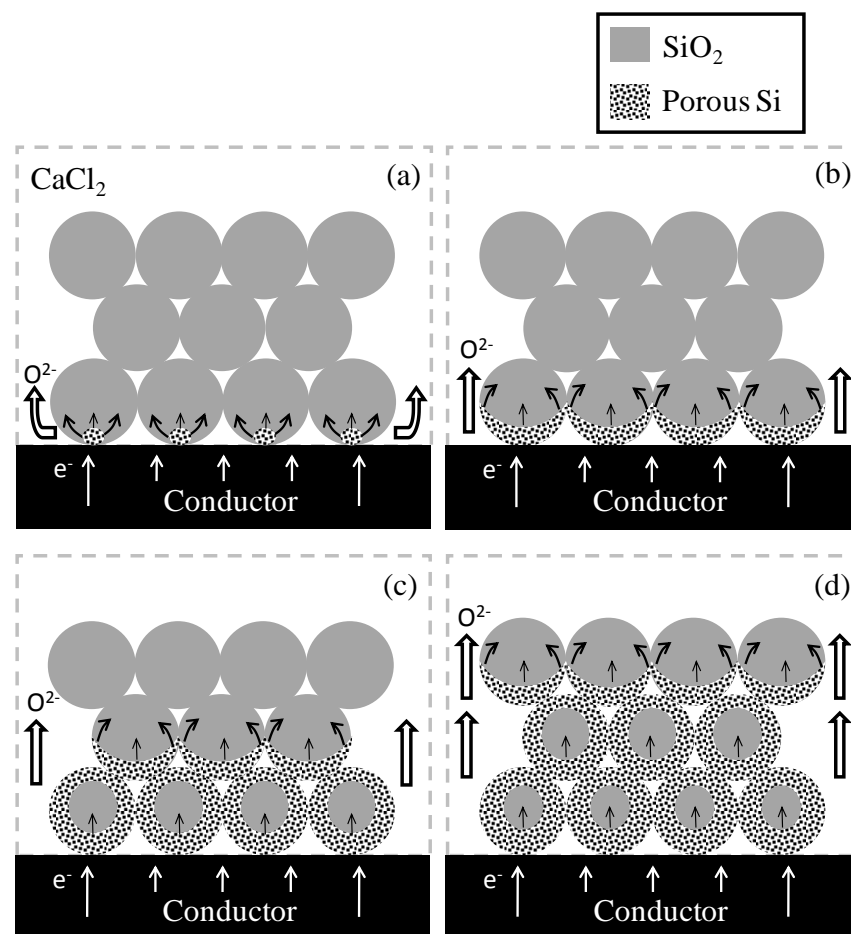 SiO₂
Porous Si
CaCl₂
(a)
O²⁻
e⁻
Conductor
(b)
O²⁻
e⁻
Conductor
(c)
O²⁻
e⁻
Conductor
(d)
O²⁻
e⁻
Conductor